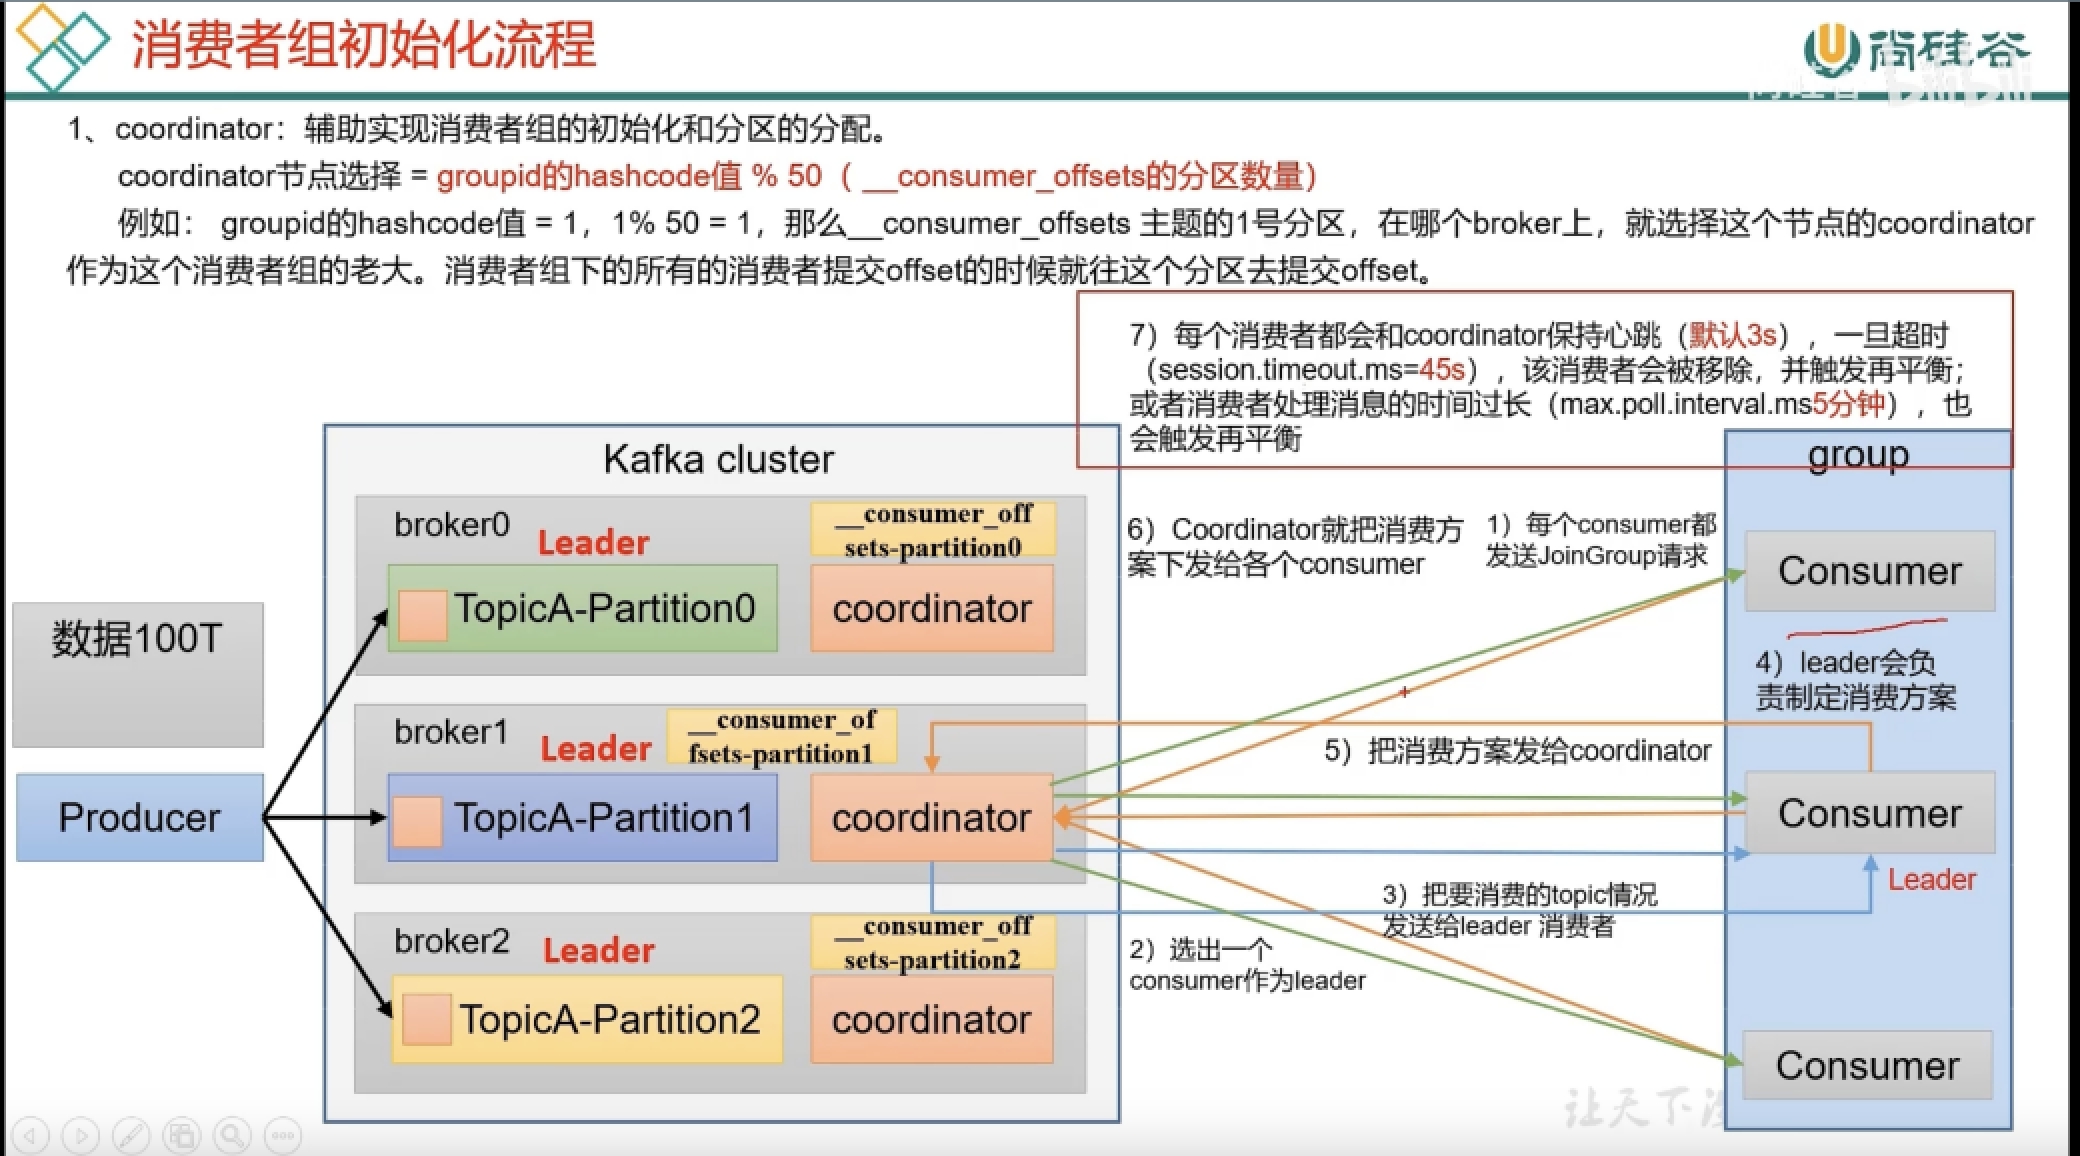 消费者组初始化流程
尚硅谷
1、coordinator：辅助实现消费者组的初始化和分区的分配。
coordinator节点选择 = groupid的hashcode值 % 50（ __consumer_offsets的分区数量）
例如： groupid的hashcode值 = 1，1% 50 = 1，那么__consumer_offsets 主题的1号分区，在哪个broker上，就选择这个节点的coordinator
作为这个消费者组的老大。消费者组下的所有的消费者提交offset的时候就往这个分区去提交offset。
7）每个消费者都会和coordinator保持心跳（默认3s），一旦超时
（session.timeout.ms=45s），该消费者会被移除，并触发再平衡；
或者消费者处理消息的时间过长（max.poll.interval.ms5分钟），也
会触发再平衡
Kafka cluster
group
broker0
Leader
__consumer_off
sets-partition0
TopicA-Partition0
coordinator
6）Coordinator就把消费方
案下发给各个consumer
1）每个consumer都
发送JoinGroup请求
Consumer
数据100T
4）leader会负
责制定消费方案
broker1
Leader
__consumer_of
fsets-partition1
5）把消费方案发给coordinator
Producer
TopicA-Partition1
coordinator
Consumer
Leader
3）把要消费的topic情况
发送给leader 消费者
broker2
Leader
__consumer_off
sets-partition2
2）选出一个
consumer作为leader
TopicA-Partition2
coordinator
Consumer
让天下